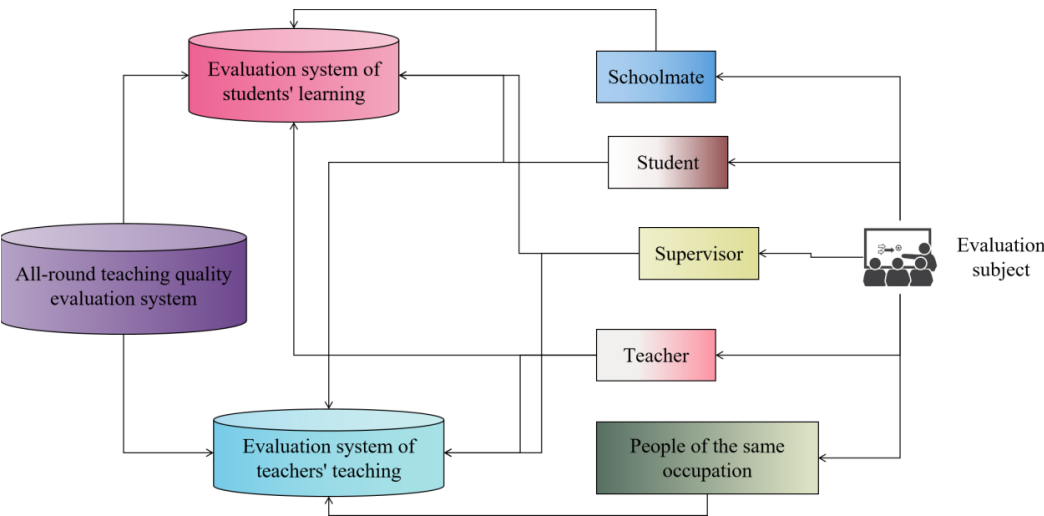 Evaluation system of
students' learning
Schoolmate
Student
All-round teaching quality
evaluation system
Supervisor
Evaluation
subject
Teacher
Evaluation system of
teachers' teaching
People of the same
occupation